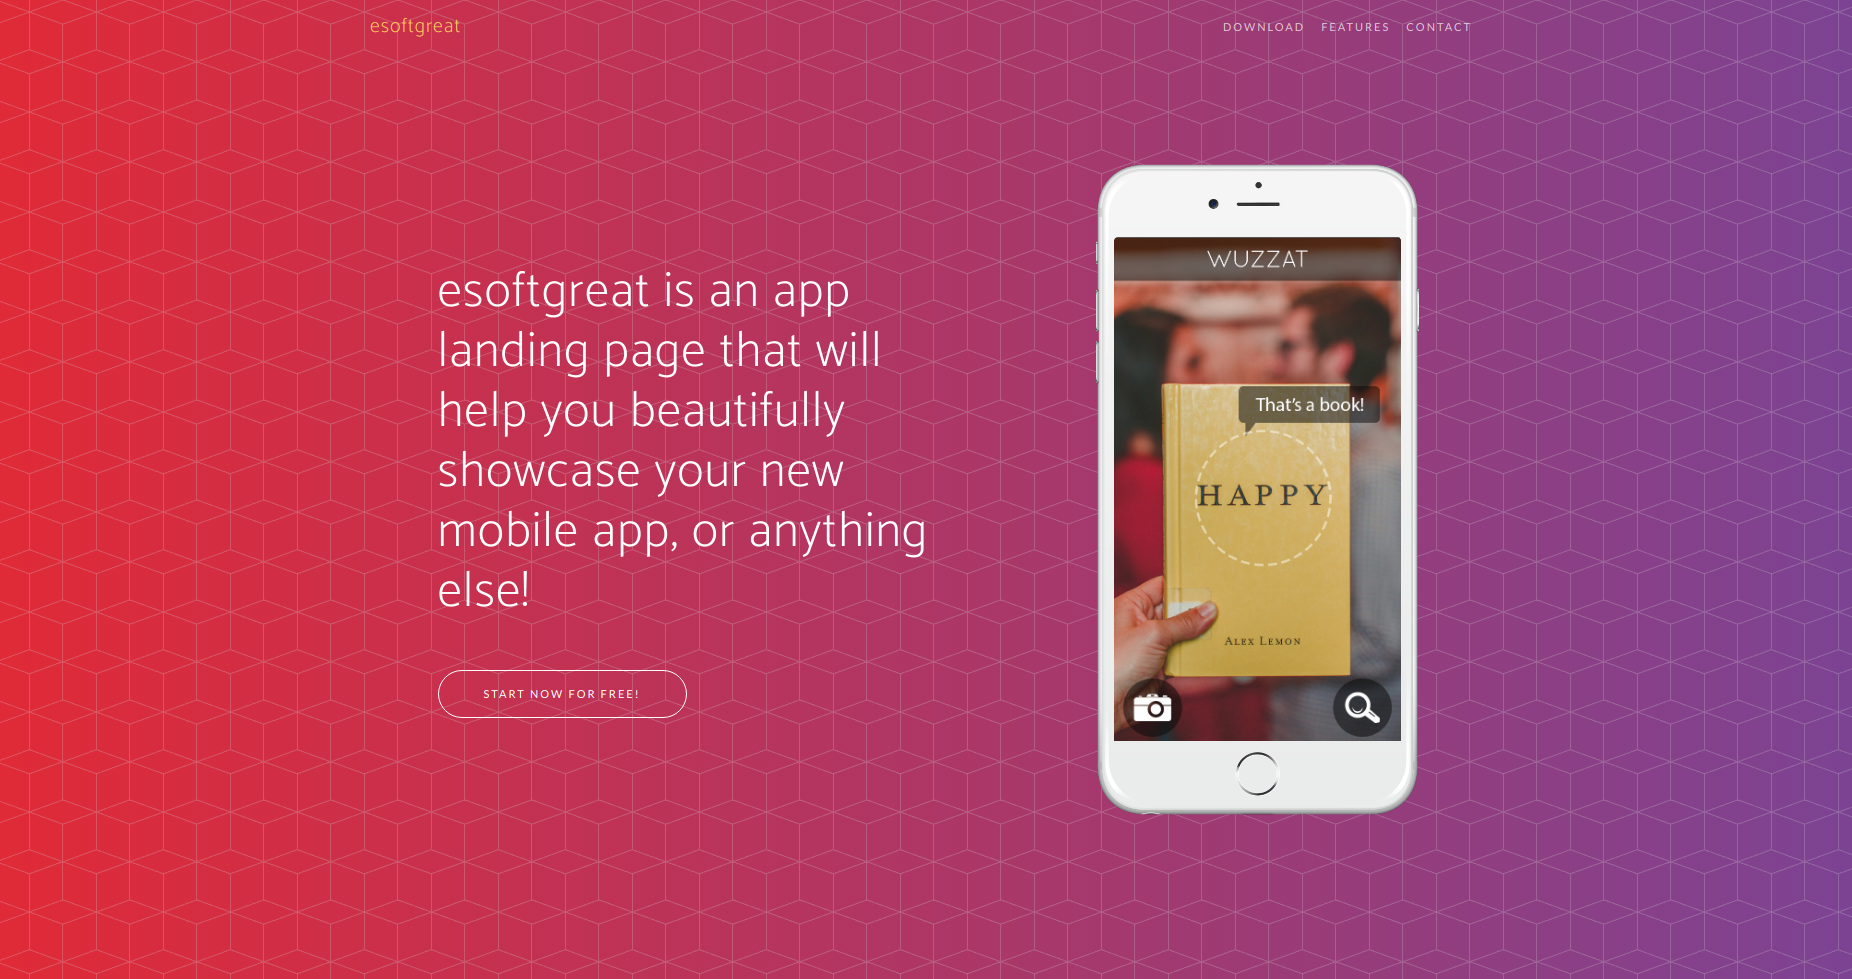 esoftgreat
DOWNLOAD FEATURES CONTACT
esoftgreat is an app
landing page that will
help you beautifully
showcase your new
mobile app, or anything
else!
START NOW FOR FREE!
WUZZAT
That's a book!
HAPPY
ALEX LEMON